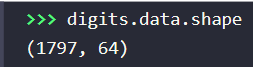 >>> digits.data.shape
(1797, 64)